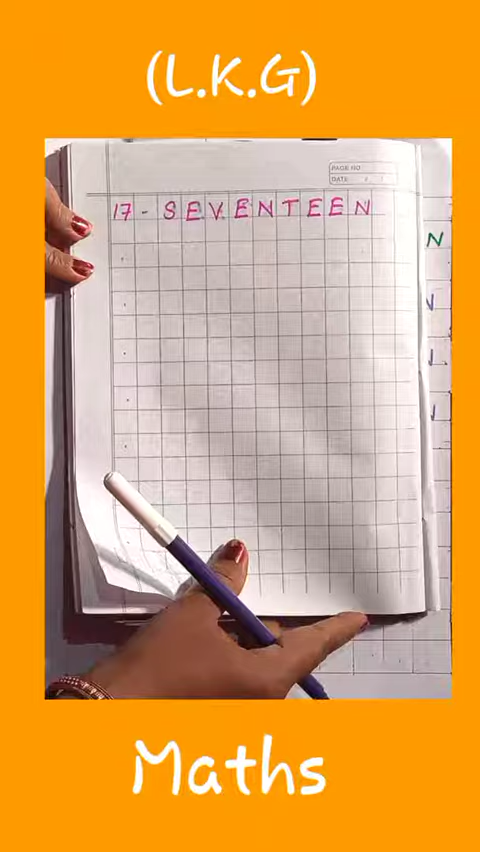 (L.K.G)
PAGE NO
DATE
17 - SEVENTEEN
N
Maths